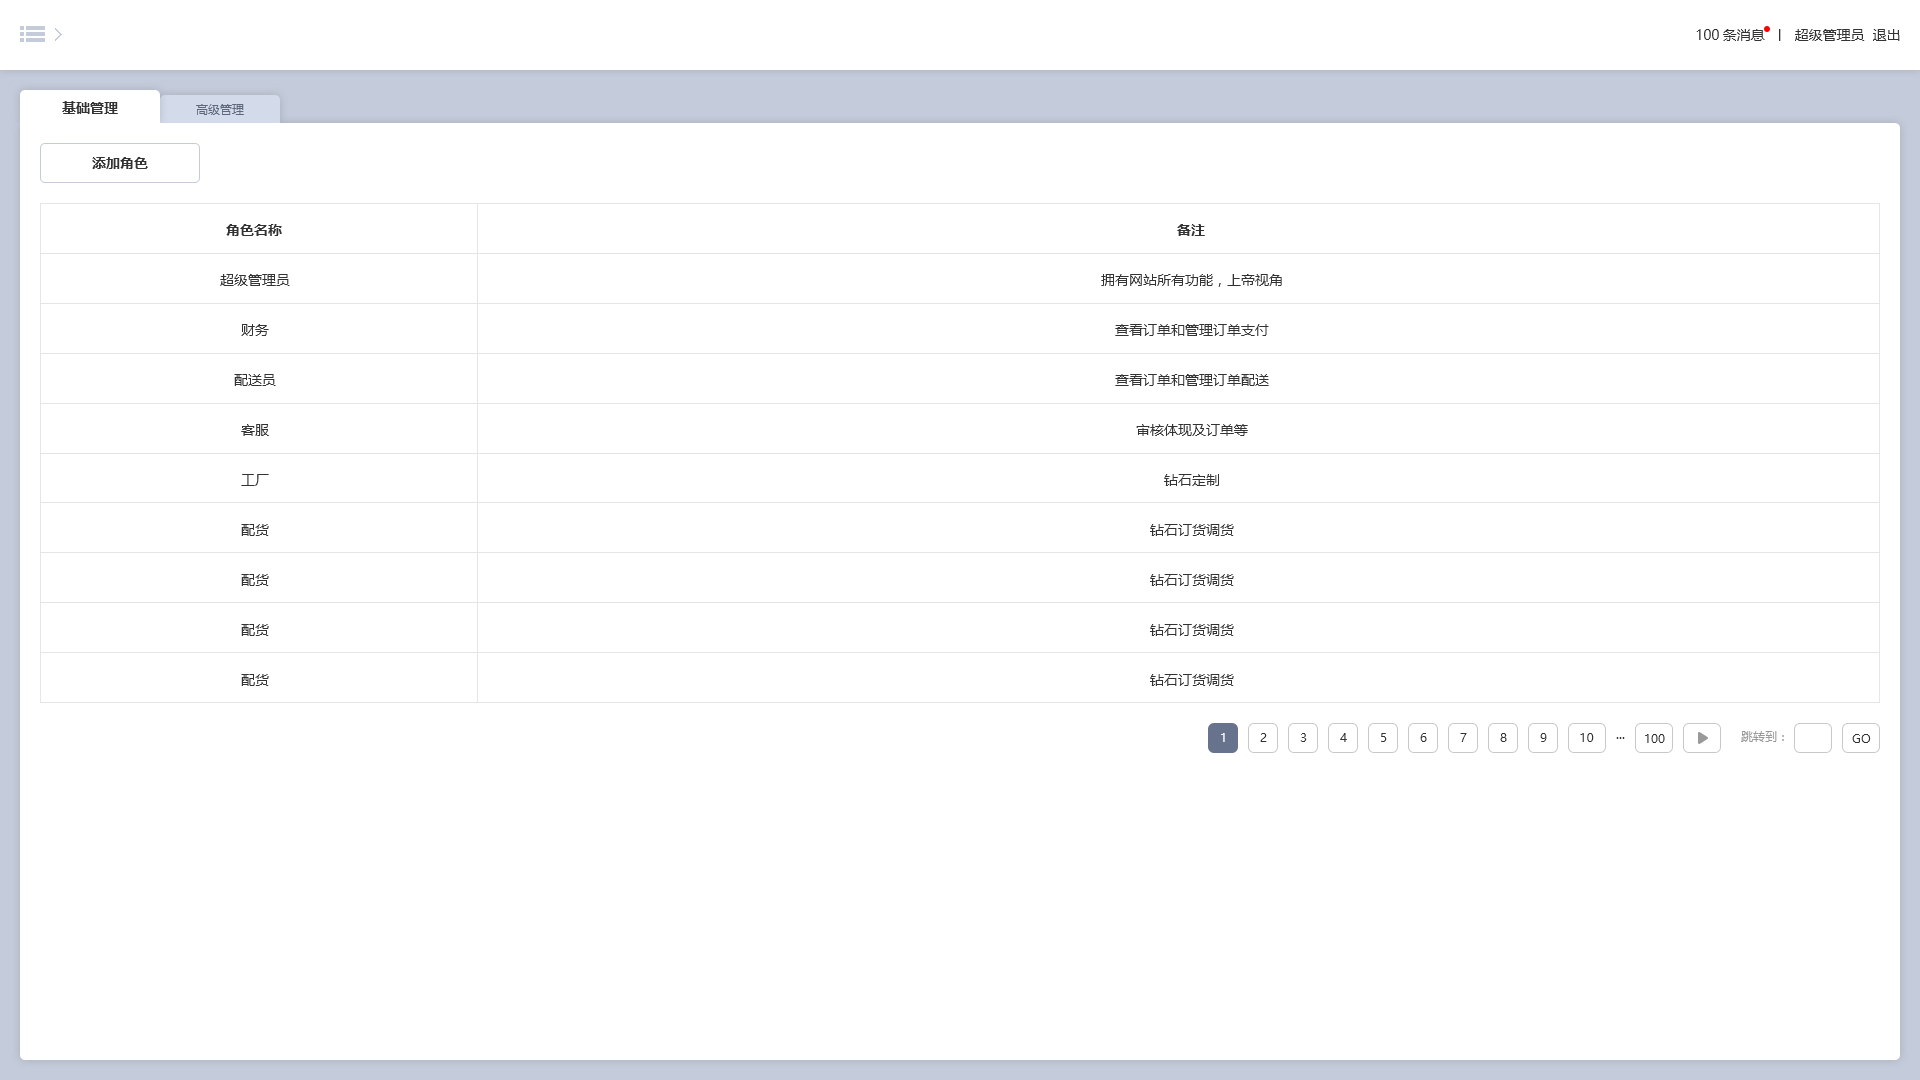 100 条消息 | 超级管理员 退出
基础管理 高级管理
添加角色
角色名称 备注
超级管理员 拥有网站所有功能，上帝视角
财务 查看订单和管理订单支付
配送员 查看订单和管理订单配送
客服 审核体现及订单等
工厂 钻石定制
配货 钻石订货调货
配货 钻石订货调货
配货 钻石订货调货
配货 钻石订货调货
1 2 3 4 5 6 7 8 9 10 ... 100 跳转到： GO